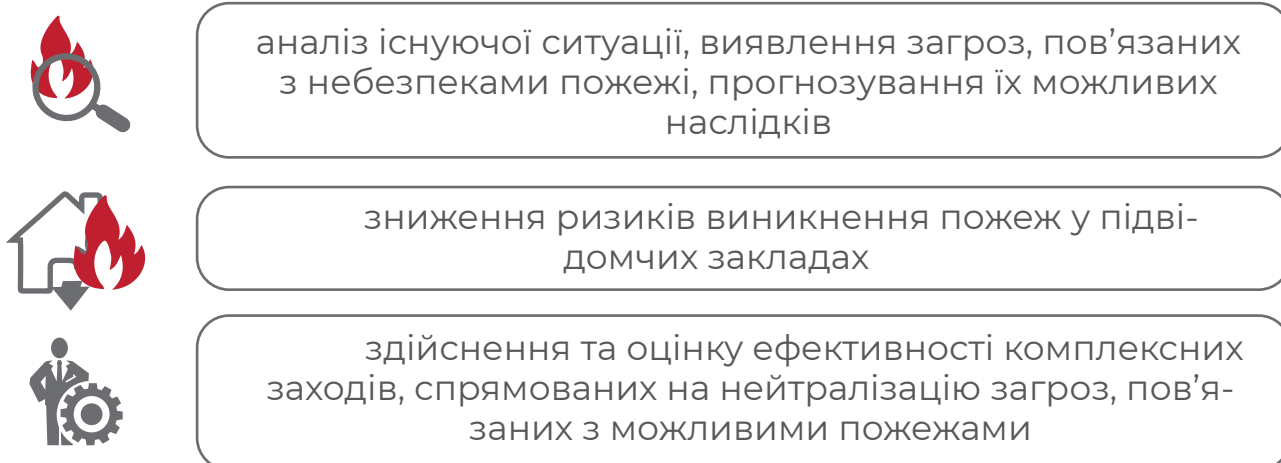 аналіз існуючої ситуації, виявлення загроз, пов’язаних
з небезпеками пожежі, прогнозування їх можливих
наслідків
зниження ризиків виникнення пожеж у підві-
домчих закладах
здійснення та оцінку ефективності комплексних
заходів, спрямованих на нейтралізацію загроз, пов’я-
заних з можливими пожежами